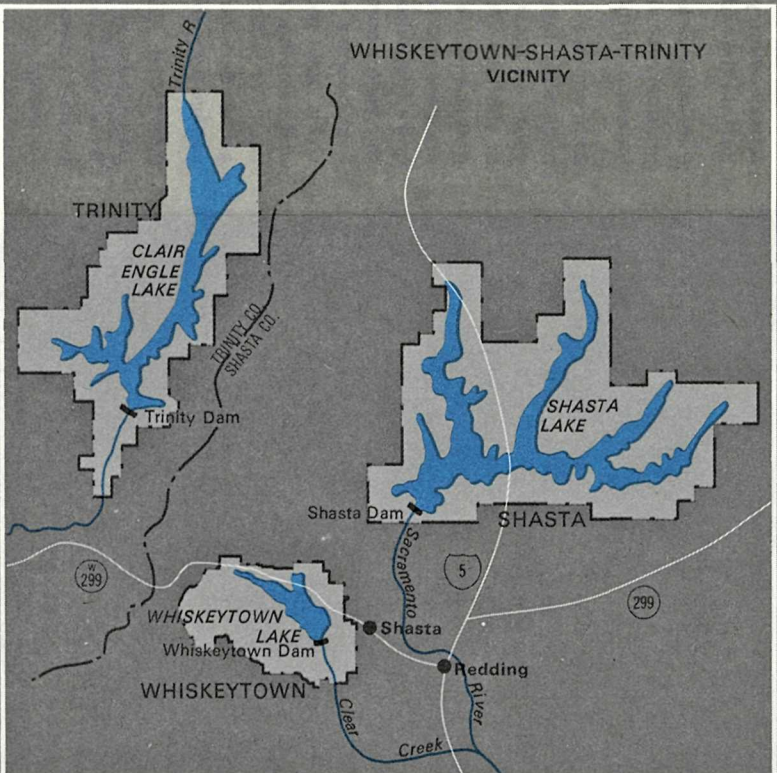 WHISKEYTOWN-SHASTA-TRINITY
VICINITY
Trinity R
TRINITY
CLAIR
ENGLE
LAKE
TRINITY CO.
SHASTA CO.
Trinity Dam
SHASTA
LAKE
Shasta Dam
SHASTA
Sacramento
W
299
5
299
WHISKEYTOWN
LAKE
Shasta
Whiskeytown Dam
Redding
WHISKEYTOWN
River
Clear
Creek